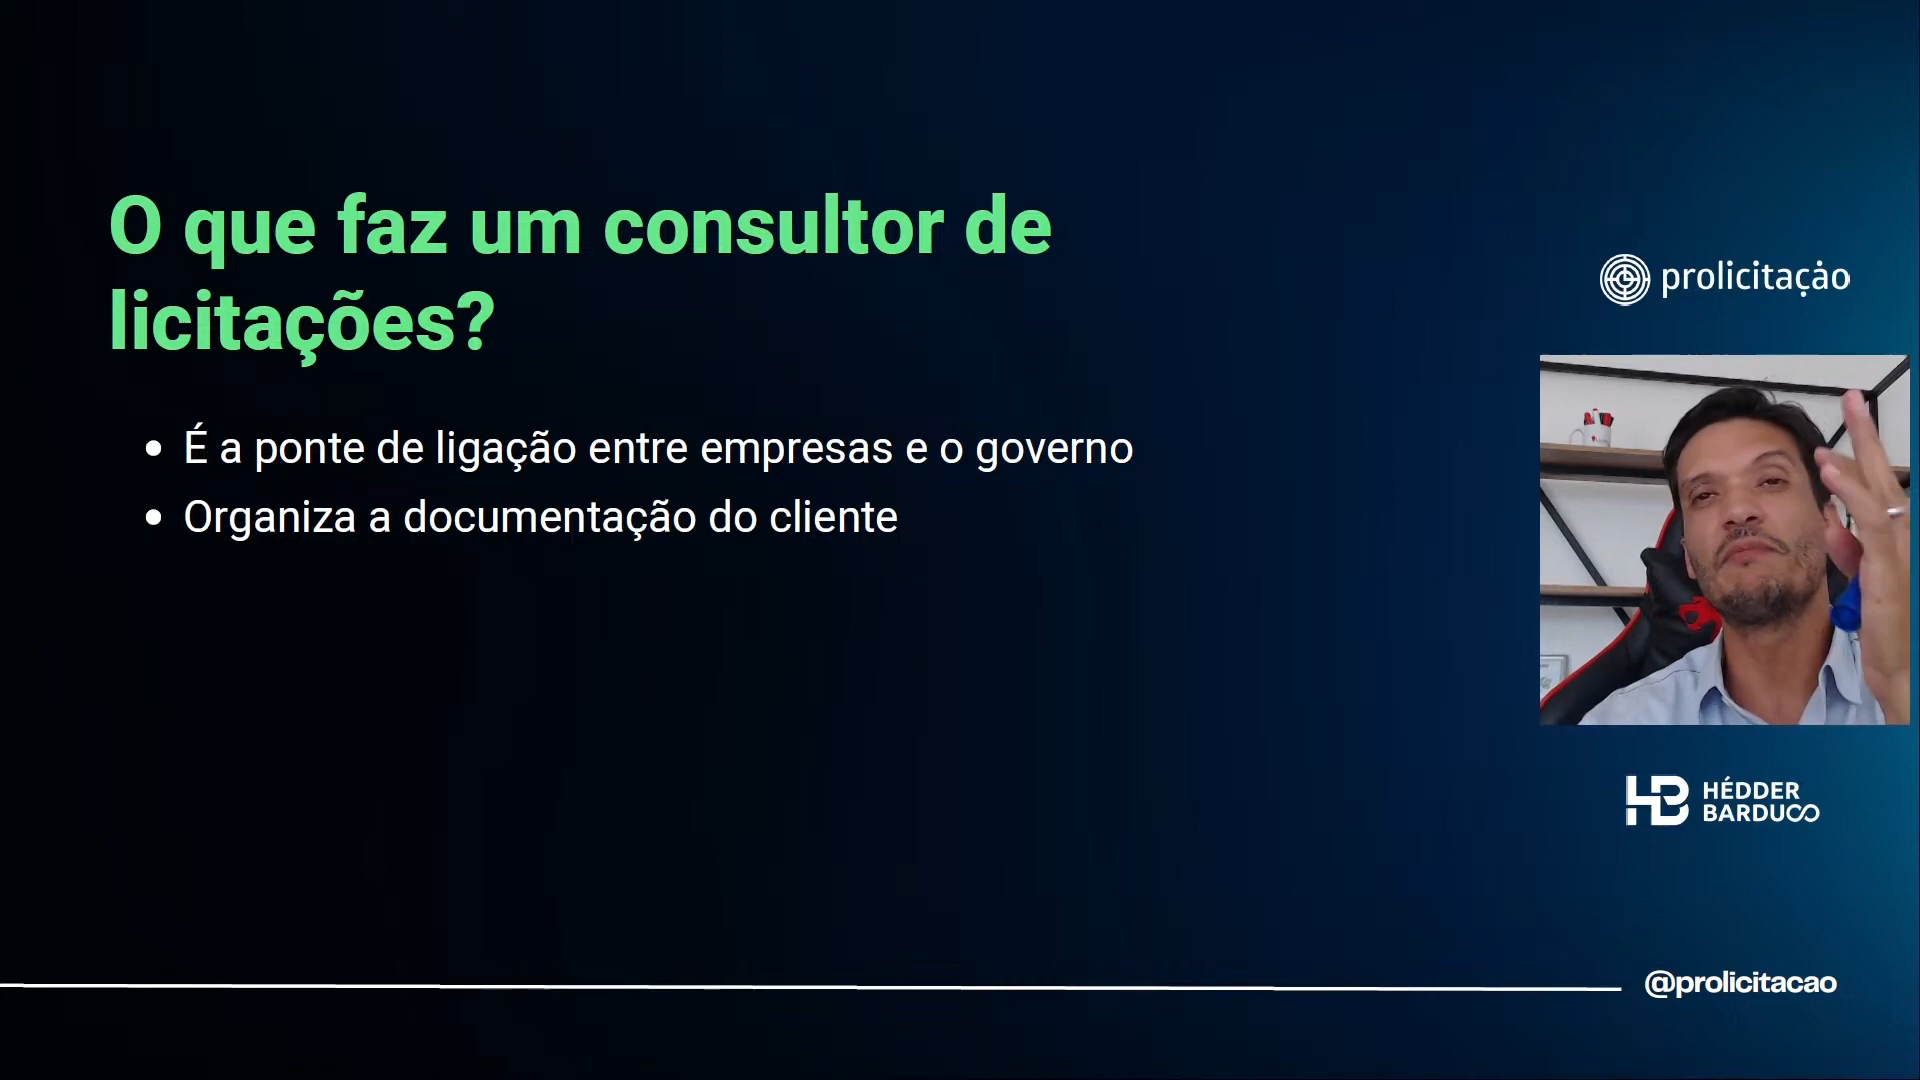 O que faz um consultor de
licitações?
• É a ponte de ligação entre empresas e o governo
• Organiza a documentação do cliente
prolicitação
HB HÉDDER
BARDUCO
@prolicitacao